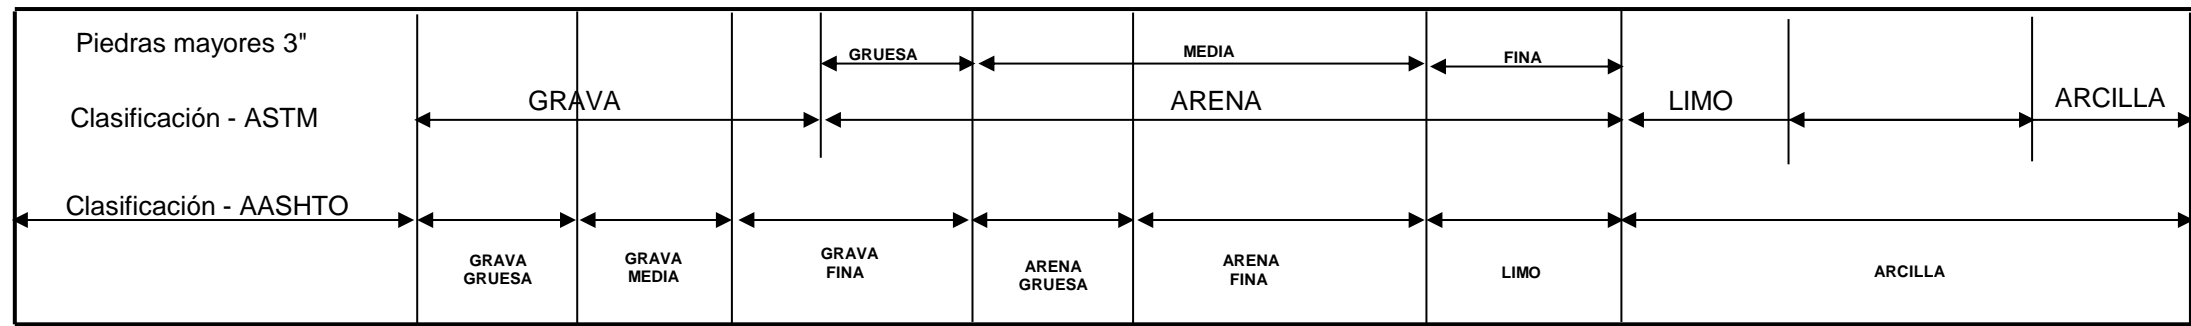 Piedras mayores 3"
GRUESA
MEDIA
FINA
Clasificación - ASTM
GRAVA
ARENA
LIMO
ARCILLA
Clasificación - AASHTO
GRAVA
GRUESA
GRAVA
MEDIA
GRAVA
FINA
ARENA
GRUESA
ARENA
FINA
LIMO
ARCILLA